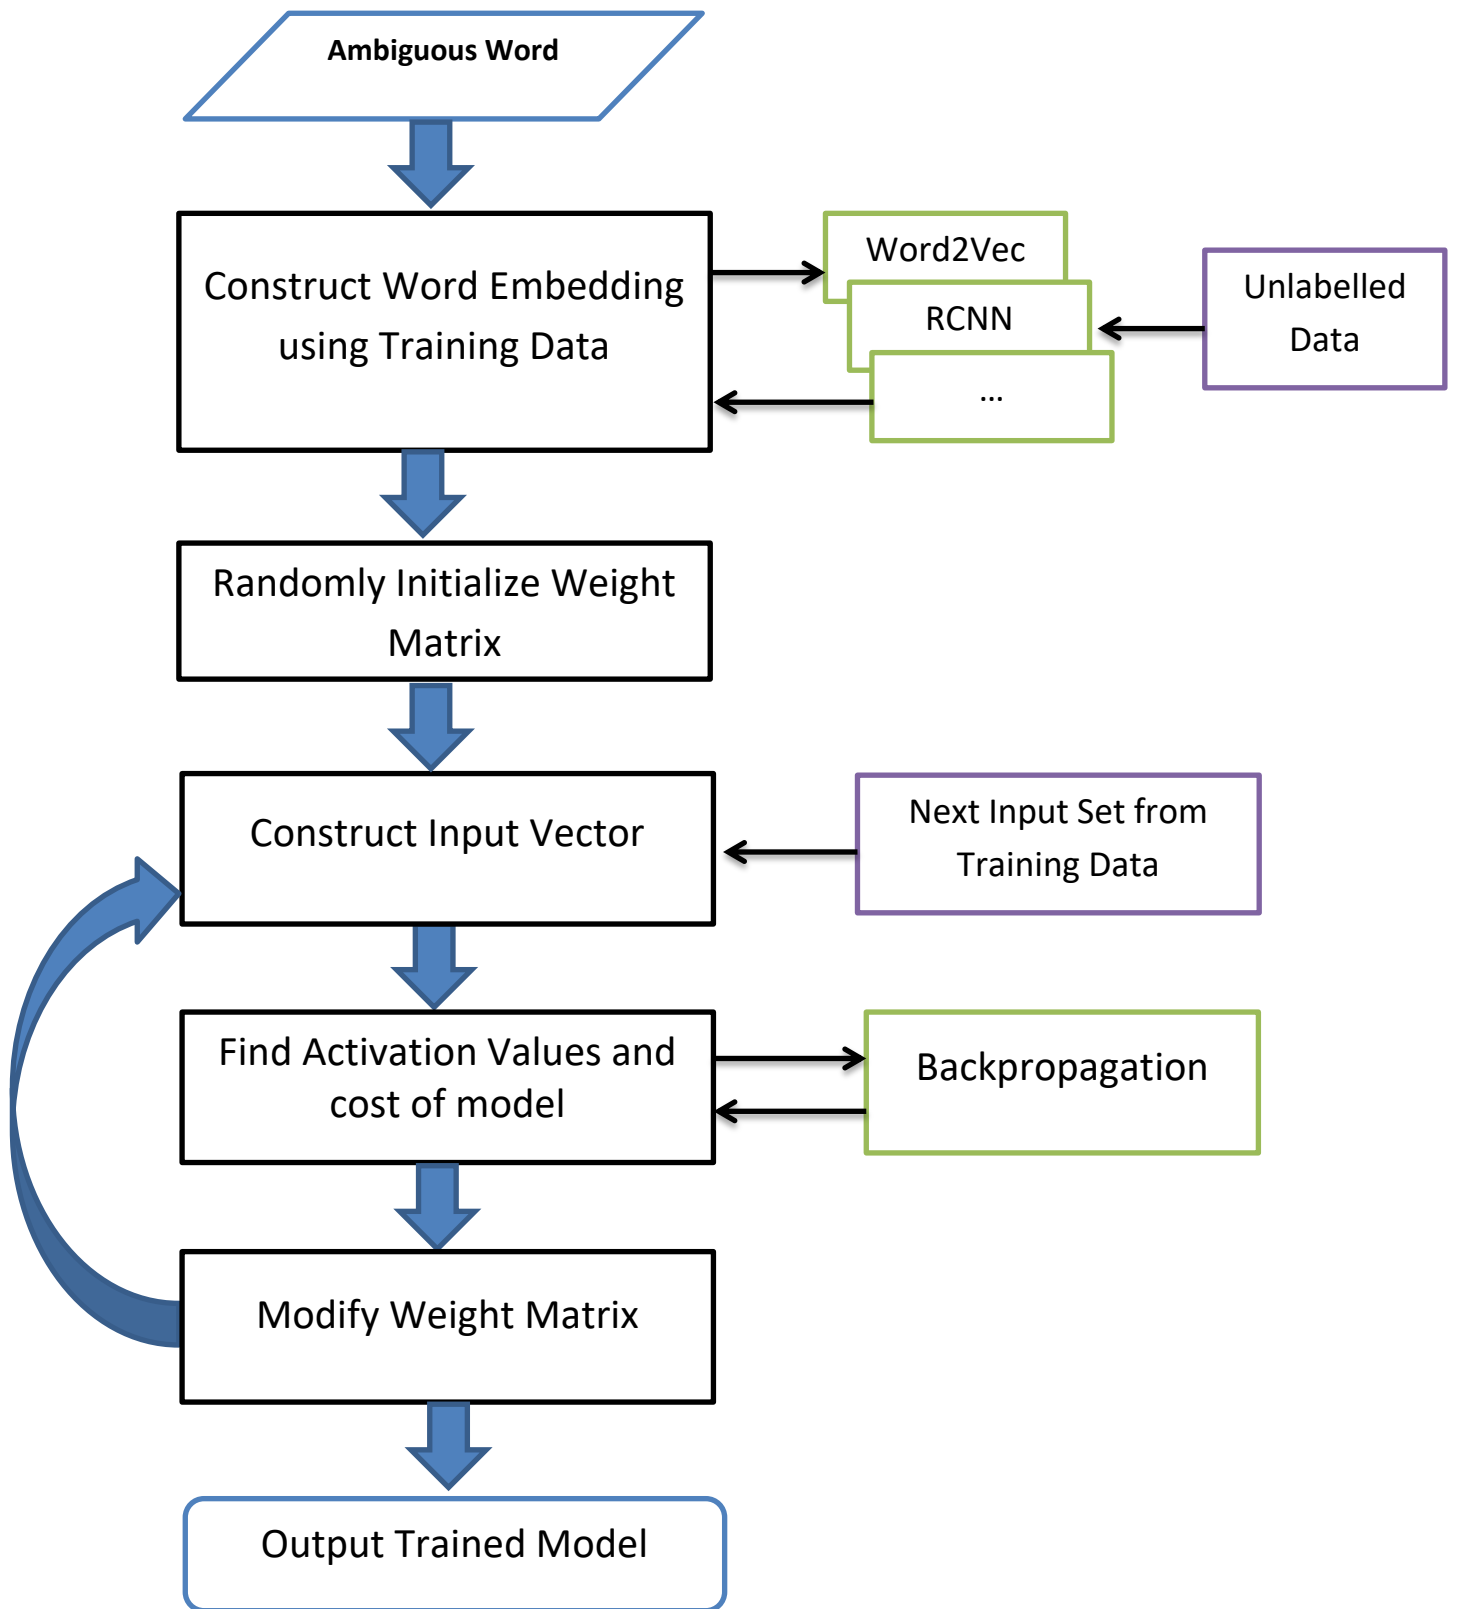 Ambiguous Word
Construct Word Embedding
using Training Data
Word2Vec
RCNN
...
Unlabelled
Data
Randomly Initialize Weight
Matrix
Construct Input Vector
Next Input Set from
Training Data
Find Activation Values and
cost of model
Backpropagation
Modify Weight Matrix
Output Trained Model